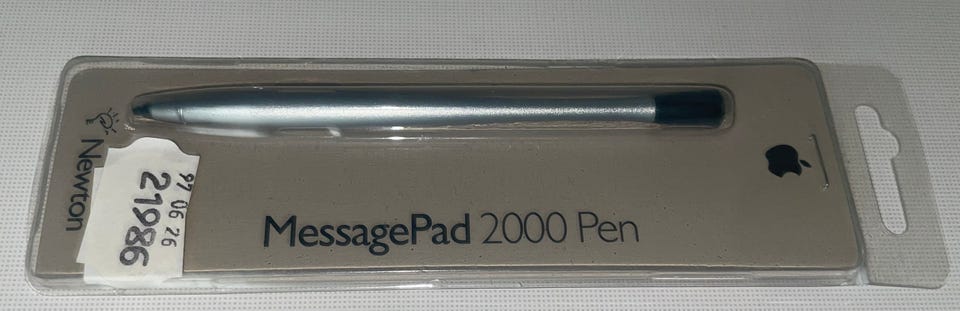 Newton
97 06 26
21986
MessagePad 2000 Pen